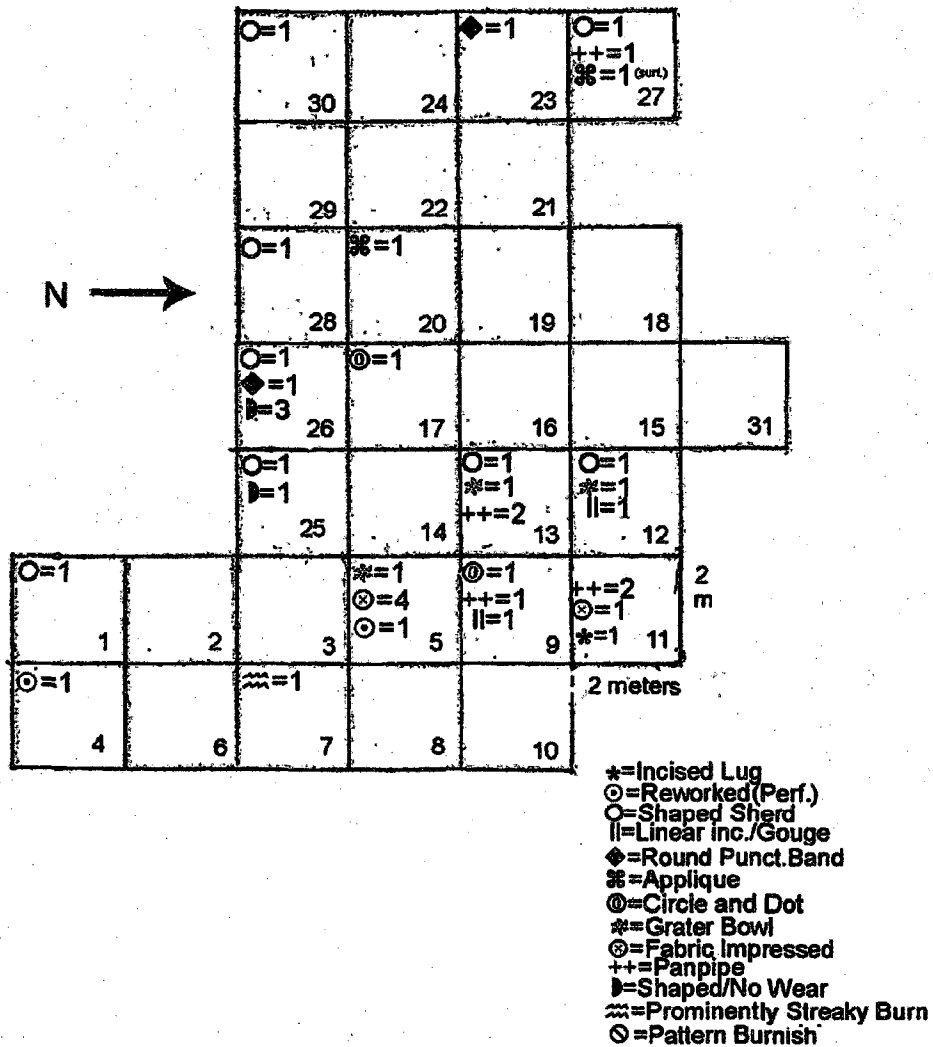 ○=1 ◈=1 ○=1
++=1
⌘=1 (surf.)
30 24 23 27
29 22 21
○=1 ⌘=1
N
28 20 19 18
○=1 ◎=1
◈=1
◗=3
26 17 16 15 31
○=1 ○=1 ○=1
◗=1 ✲=1 ✲=1
++=2 ||=1
25 14 13 12
○=1 ✲=1 ◎=1 ++=2
⊗=4 ++=1 ⊗=1
⊙=1 ||=1 *=1
1 2 3 5 9 11
2
m
⊙=1 ♒=1 2 meters
4 6 7 8 10
*=Incised Lug
⊙=Reworked(Perf.)
○=Shaped Sherd
||=Linear inc./Gouge
◈=Round Punct.Band
⌘=Applique
◎=Circle and Dot
✲=Grater Bowl
⊗=Fabric Impressed
++=Panpipe
◗=Shaped/No Wear
♒=Prominently Streaky Burn
⦸=Pattern Burnish